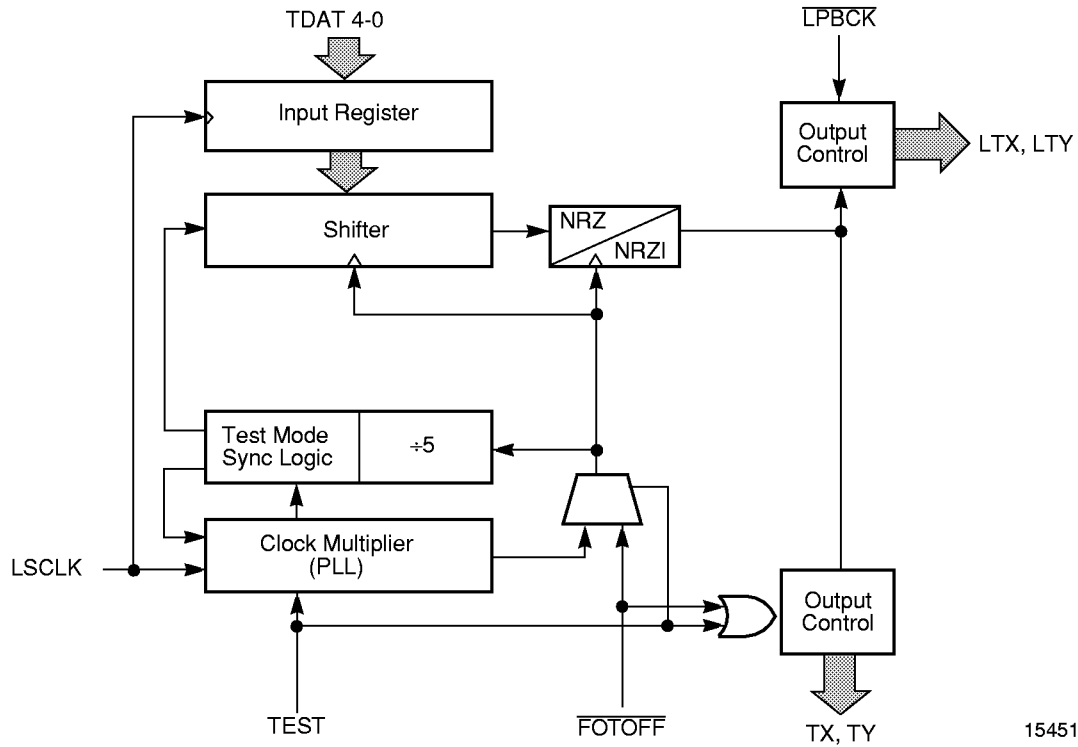 TDAT 4-0
LPBCK
Input Register
Output
Control
LTX, LTY
Shifter
NRZ
NRZI
Test Mode
Sync Logic
÷5
Clock Multiplier
(PLL)
LSCLK
Output
Control
TEST
FOTOFF
TX, TY
15451